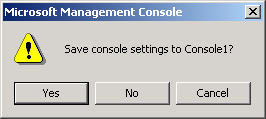 Microsoft Management Console
Save console settings to Console1?
Yes No Cancel